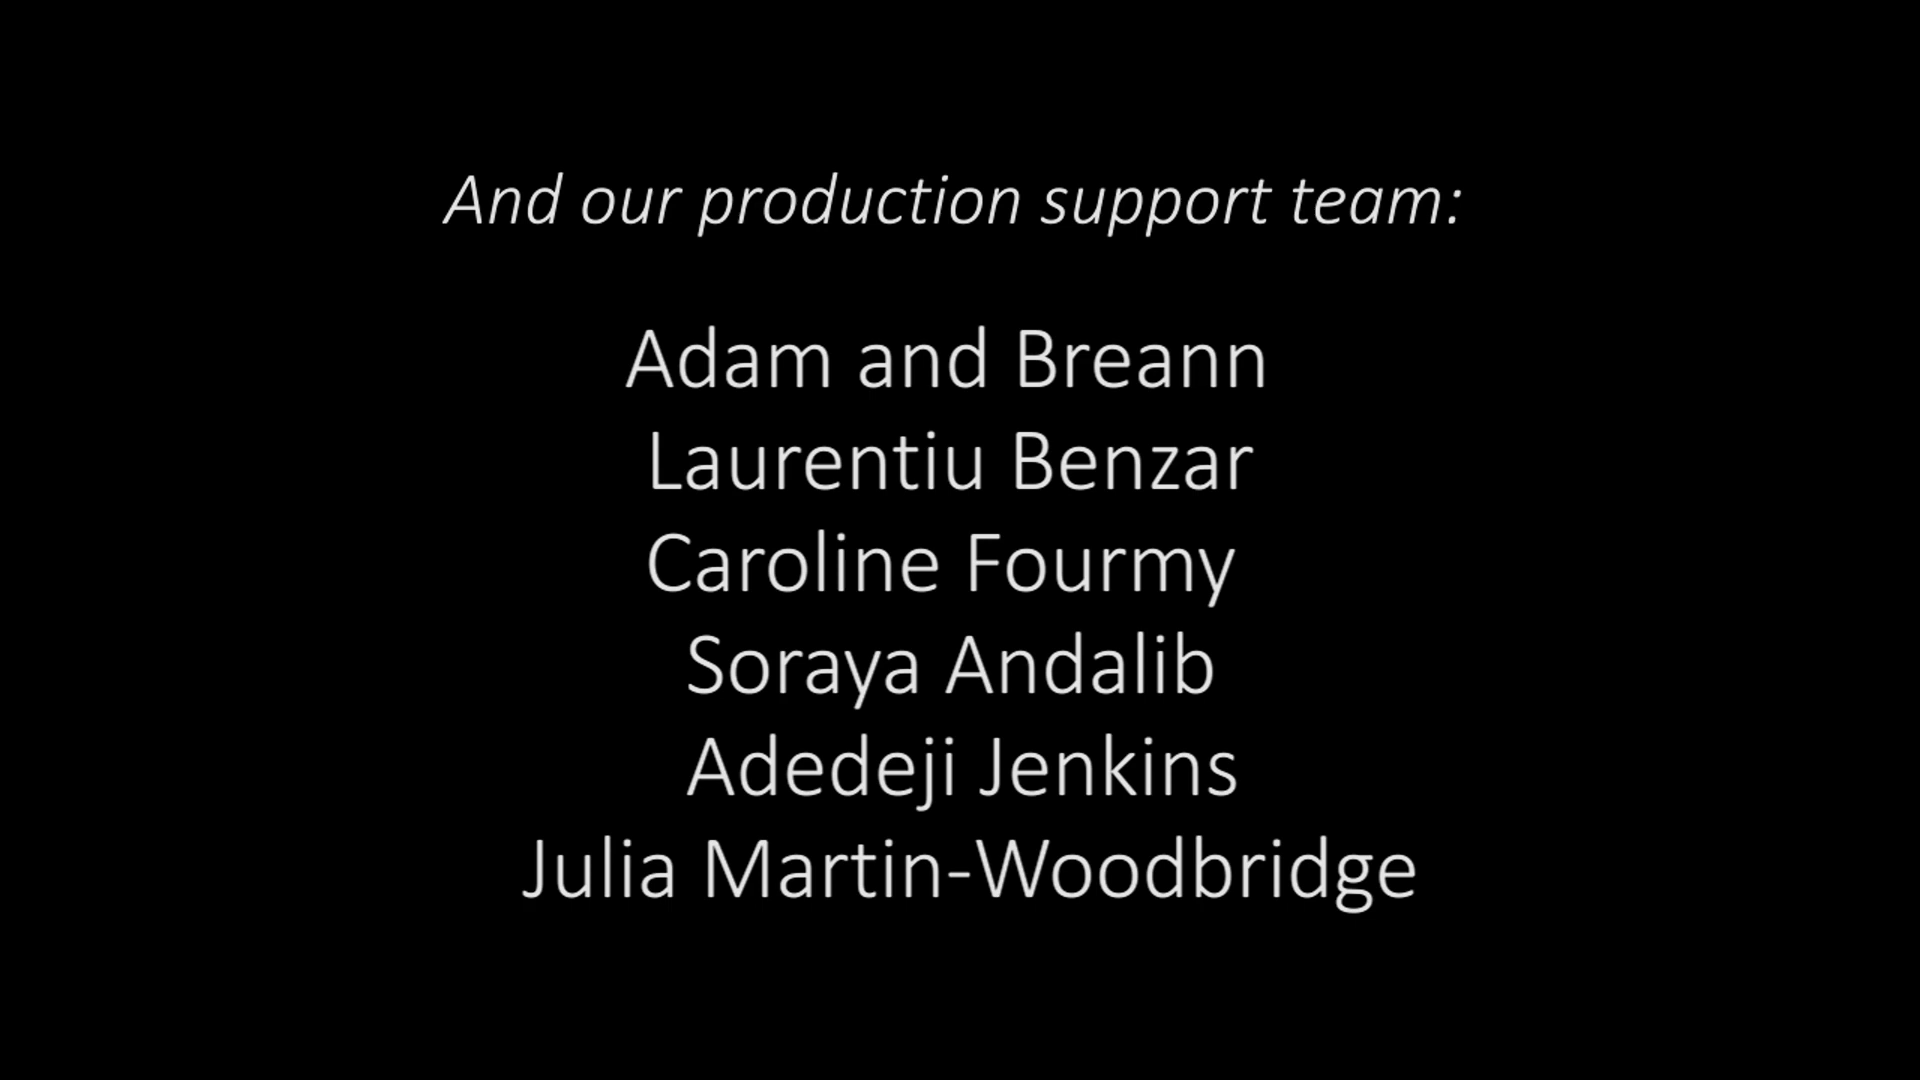 And our production support team:
Adam and Breann
Laurentiu Benzar
Caroline Fourmy
Soraya Andalib
Adedeji Jenkins
Julia Martin-Woodbridge